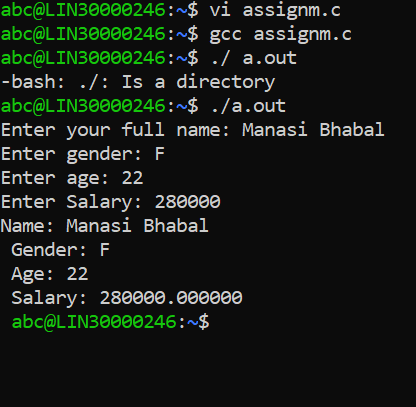 abc@LIN30000246:~$ vi assignm.c
abc@LIN30000246:~$ gcc assignm.c
abc@LIN30000246:~$ ./ a.out
-bash: ./: Is a directory
abc@LIN30000246:~$ ./a.out
Enter your full name: Manasi Bhabal
Enter gender: F
Enter age: 22
Enter Salary: 280000
Name: Manasi Bhabal
 Gender: F
 Age: 22
 Salary: 280000.000000
 abc@LIN30000246:~$